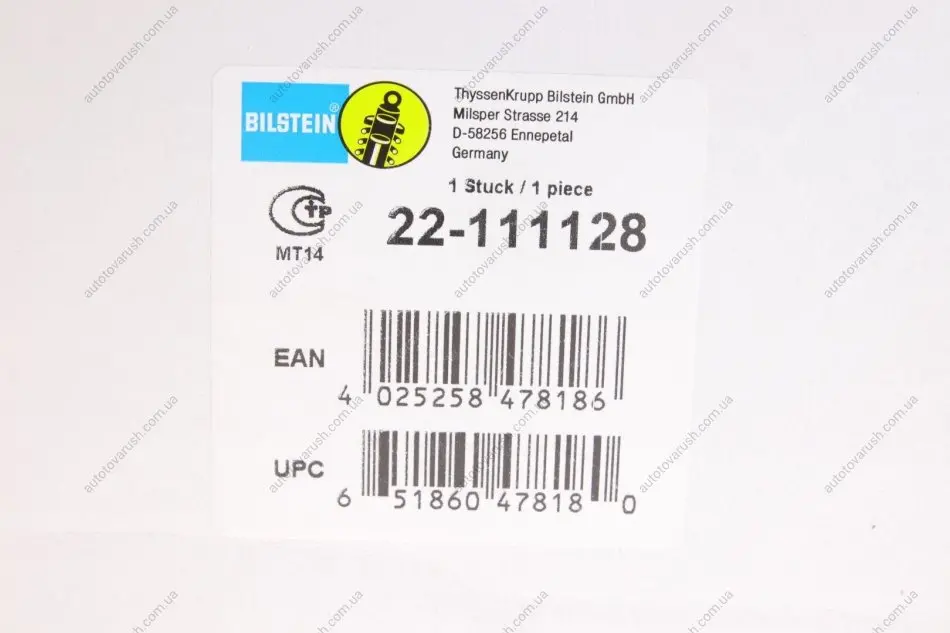 BILSTEIN®
ThyssenKrupp Bilstein GmbH
Milsper Strasse 214
D-58256 Ennepetal
Germany
1 Stuck / 1 piece
22-111128
CTP
MT14
EAN
4 025258 478186
UPC
6 51860 47818 0
autotovarush.com.ua